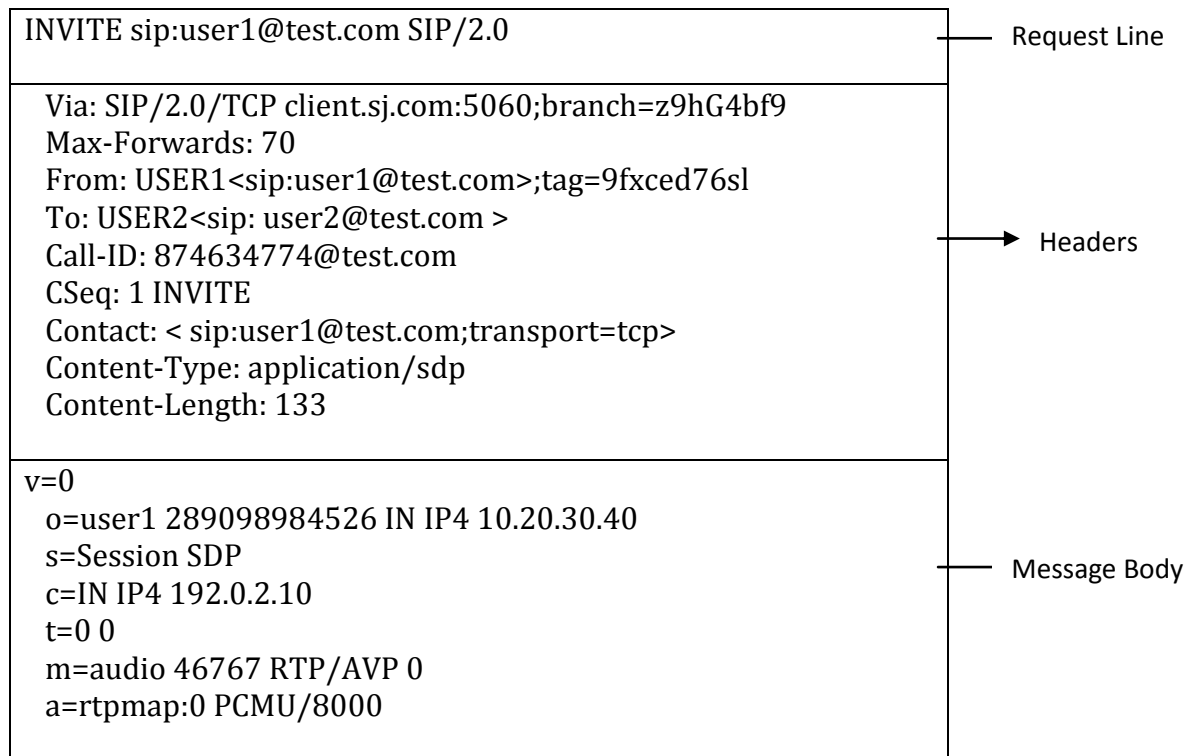 INVITE sip:user1@test.com SIP/2.0
Request Line
Via: SIP/2.0/TCP client.sj.com:5060;branch=z9hG4bf9
Max-Forwards: 70
From: USER1<sip:user1@test.com>;tag=9fxced76sl
To: USER2<sip: user2@test.com >
Call-ID: 874634774@test.com
CSeq: 1 INVITE
Contact: < sip:user1@test.com;transport=tcp>
Content-Type: application/sdp
Content-Length: 133
Headers
v=0
o=user1 289098984526 IN IP4 10.20.30.40
s=Session SDP
c=IN IP4 192.0.2.10
t=0 0
m=audio 46767 RTP/AVP 0
a=rtpmap:0 PCMU/8000
Message Body